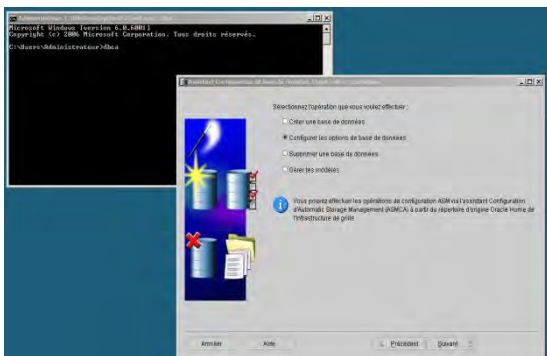 Microsoft Windows [version 6.0.6001]
Copyright (c) 2006 Microsoft Corporation. Tous droits réservés.
C:\Users\Administrateur>dbca
Sélectionnez l'opération que vous voulez effectuer :
Créer une base de données
Configurer les options de base de données
Supprimer une base de données
Gérer les modèles
Vous pourrez effectuer les opérations de configuration ASM via l'assistant Configuration
d'Automatic Storage Management (ASMCA) à partir du répertoire d'origine Oracle Home de
l'infrastructure de grille
Annuler
Aide
Précédent
Suivant